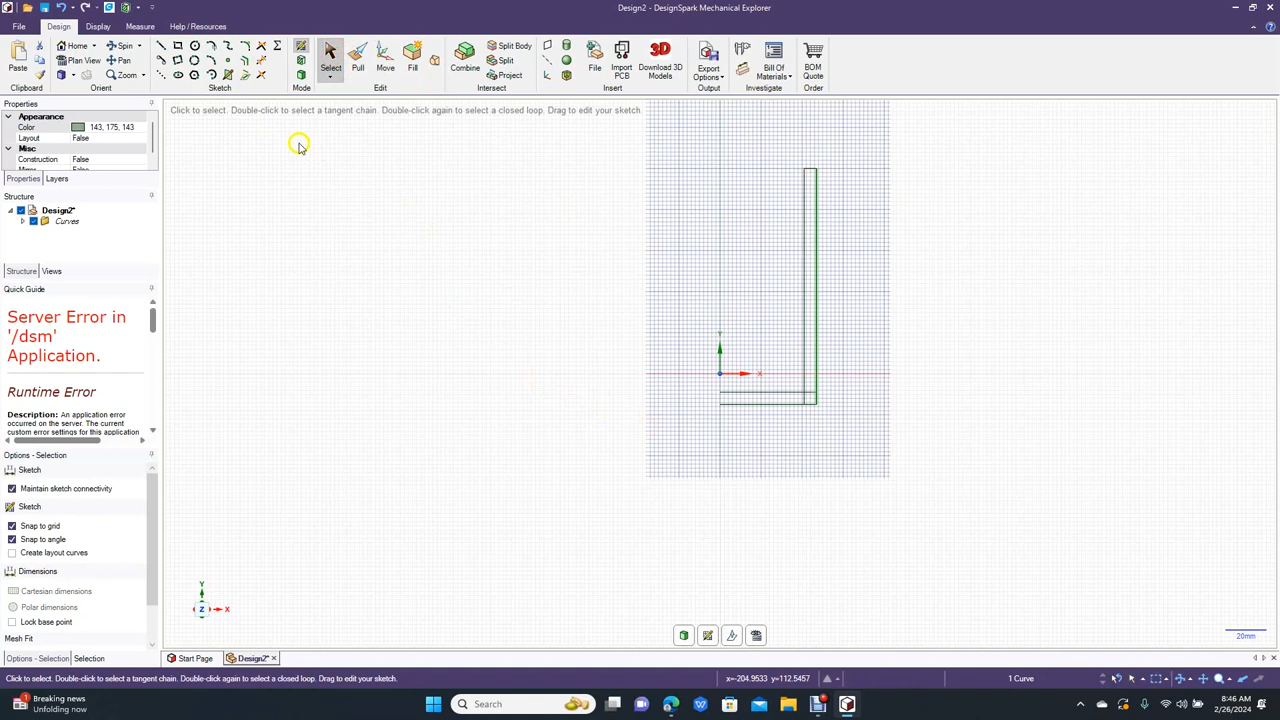 Design2 - DesignSpark Mechanical Explorer
File Design Display Measure Help / Resources
Paste
Home Spin
Plan View Pan
Zoom
Select Pull Move Fill
Combine
Split Body
Split
Project
File Import PCB Download 3D Models
Export Options
Bill Of Materials
BOM Quote
Clipboard Orient Sketch Mode Edit Intersect Insert Output Investigate Order
Properties
Appearance
Color 143, 175, 143
Layout False
Misc
Construction False
Properties Layers
Structure
Design2*
Curves
Structure Views
Quick Guide
Server Error in
'/dsm'
Application.
Runtime Error
Description: An application error
occurred on the server. The current
custom error settings for this application
Options - Selection
Sketch
Maintain sketch connectivity
Sketch
Snap to grid
Snap to angle
Create layout curves
Dimensions
Cartesian dimensions
Polar dimensions
Lock base point
Mesh Fit
Options - Selection Selection
Click to select. Double-click to select a tangent chain. Double-click again to select a closed loop. Drag to edit your sketch.
Y
X
Y
Z X
20mm
Start Page Design2*
Click to select. Double-click to select a tangent chain. Double-click again to select a closed loop. Drag to edit your sketch.
x=-204.9533 y=112.5457
1 Curve
1
Breaking news
Unfolding now
Search
8:46 AM
2/26/2024